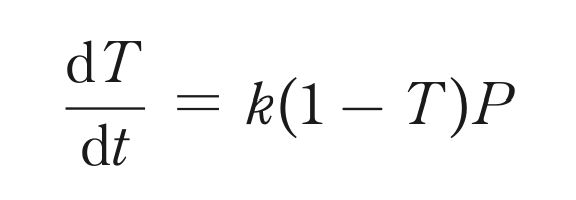 dT/dt = k(1 − T)P